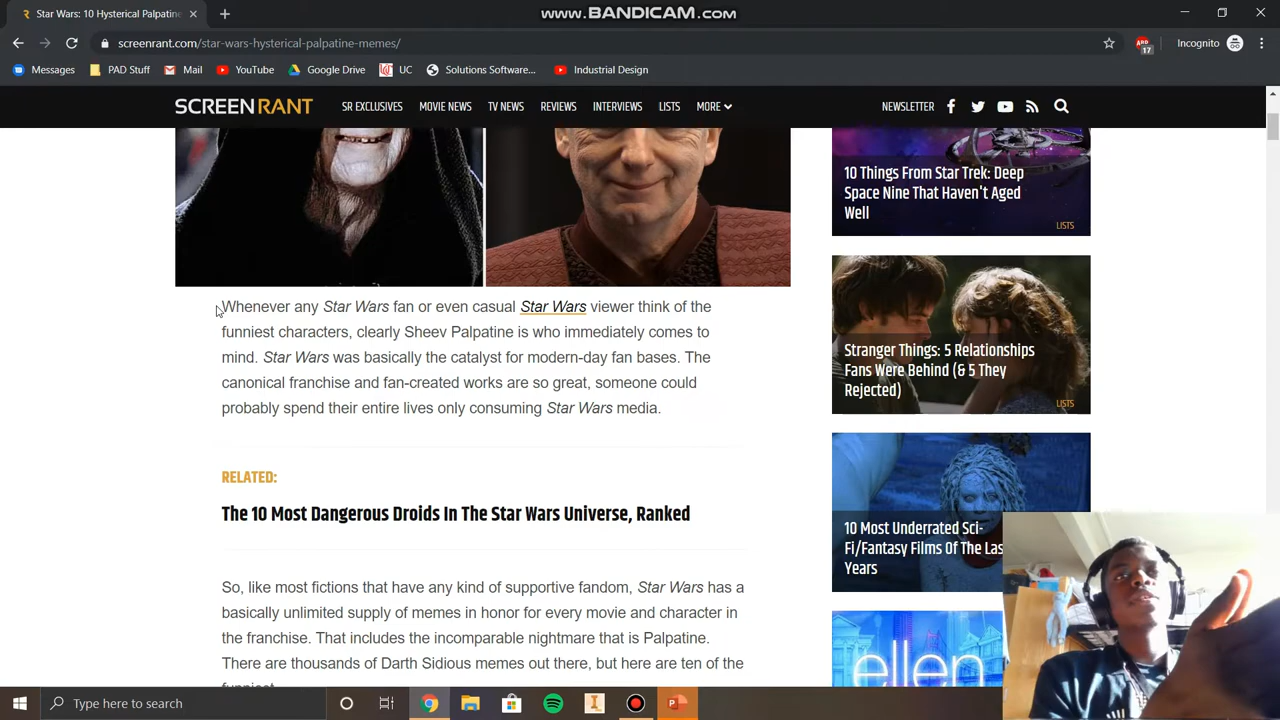 Star Wars: 10 Hysterical Palpatine
www.BANDICAM.com
screenrant.com/star-wars-hysterical-palpatine-memes/
17
Incognito
Messages
PAD Stuff
Mail
YouTube
Google Drive
UC
Solutions Software...
Industrial Design
SCREENRANT
SR EXCLUSIVES
MOVIE NEWS
TV NEWS
REVIEWS
INTERVIEWS
LISTS
MORE
NEWSLETTER
Whenever any Star Wars fan or even casual Star Wars viewer think of the
funniest characters, clearly Sheev Palpatine is who immediately comes to
mind. Star Wars was basically the catalyst for modern-day fan bases. The
canonical franchise and fan-created works are so great, someone could
probably spend their entire lives only consuming Star Wars media.
RELATED:
The 10 Most Dangerous Droids In The Star Wars Universe, Ranked
So, like most fictions that have any kind of supportive fandom, Star Wars has a
basically unlimited supply of memes in honor for every movie and character in
the franchise. That includes the incomparable nightmare that is Palpatine.
There are thousands of Darth Sidious memes out there, but here are ten of the
funniest
10 Things From Star Trek: Deep
Space Nine That Haven't Aged
Well
LISTS
Stranger Things: 5 Relationships
Fans Were Behind (& 5 They
Rejected)
LISTS
10 Most Underrated Sci-
Fi/Fantasy Films Of The Las
Years
ellen
Type here to search